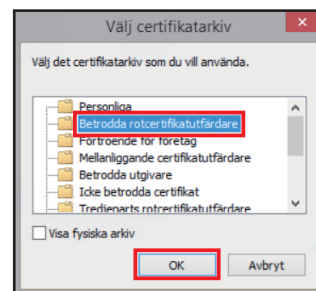 Välj certifikatarkiv
Välj det certifikatarkiv som du vill använda.
Personliga
Betrodda rotcertifikatutfärdare
Förtroende för företag
Mellanliggande certifikatutfärdare
Betrodda utgivare
Icke betrodda certifikat
Tredjeparts rotcertifikatutfärdare
Visa fysiska arkiv
OK Avbryt